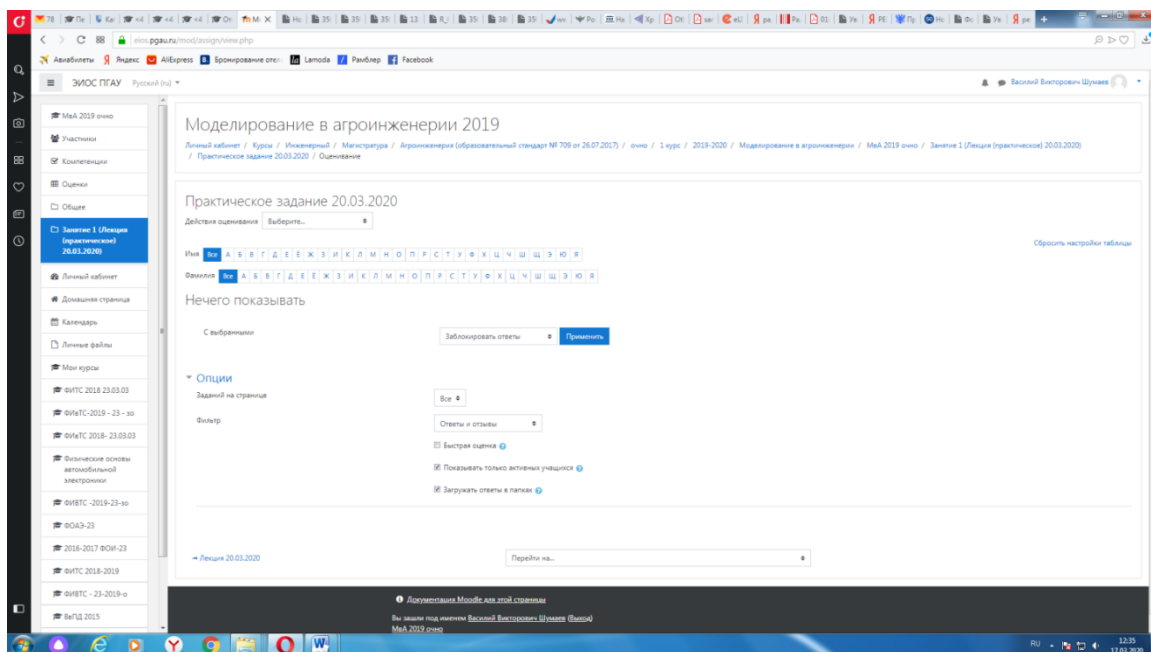 eios.pgau.ru/mod/assign/view.php
Авиабилеты Яндекс AliExpress Бронирование отел Lamoda Рамблер Facebook
ЭИОС ПГАУ Русский (ru)
Василий Викторович Шумаев
МеА 2019 очно
Участники
Компетенции
Оценки
Общее
Занятие 1 (Лекция
(практическое)
20.03.2020)
Личный кабинет
Домашняя страница
Календарь
Личные файлы
Мои курсы
ФИТС 2018 23.03.03
ФИвТС-2019 - 23 - зо
ФИвТС 2018- 23.03.03
Физические основы
автомобильной
электроники
ФИВТС -2019-23-зо
ФОАЭ-23
2016-2017 ФОИ-23
ФИТС 2018-2019
ФИВТС - 23-2019-о
ВеПД 2015
Моделирование в агроинженерии 2019
Личный кабинет / Курсы / Инженерный / Магистратура / Агроинженерия (образовательный стандарт № 709 от 26.07.2017) / очно / 1 курс / 2019-2020 / Моделирование в агроинженерии / МеА 2019 очно / Занятие 1 (Лекция (практическое) 20.03.2020)
/ Практическое задание 20.03.2020 / Оценивание
Практическое задание 20.03.2020
Действия оценивания Выберите...
Сбросить настройки таблицы
Имя Все А Б В Г Д Е Ё Ж З И К Л М Н О П Р С Т У Ф Х Ц Ч Ш Щ Э Ю Я
Фамилия Все А Б В Г Д Е Ё Ж З И К Л М Н О П Р С Т У Ф Х Ц Ч Ш Щ Э Ю Я
Нечего показывать
С выбранными Заблокировать ответы Применить
Опции
Заданий на странице Все
Фильтр Ответы и отзывы
Быстрая оценка
Показывать только активных учащихся
Загружать ответы в папках
Лекция 20.03.2020 Перейти на...
Документация Moodle для этой страницы
Вы зашли под именем Василий Викторович Шумаев (Выход)
МеА 2019 очно
RU 12:35
17.03.2020